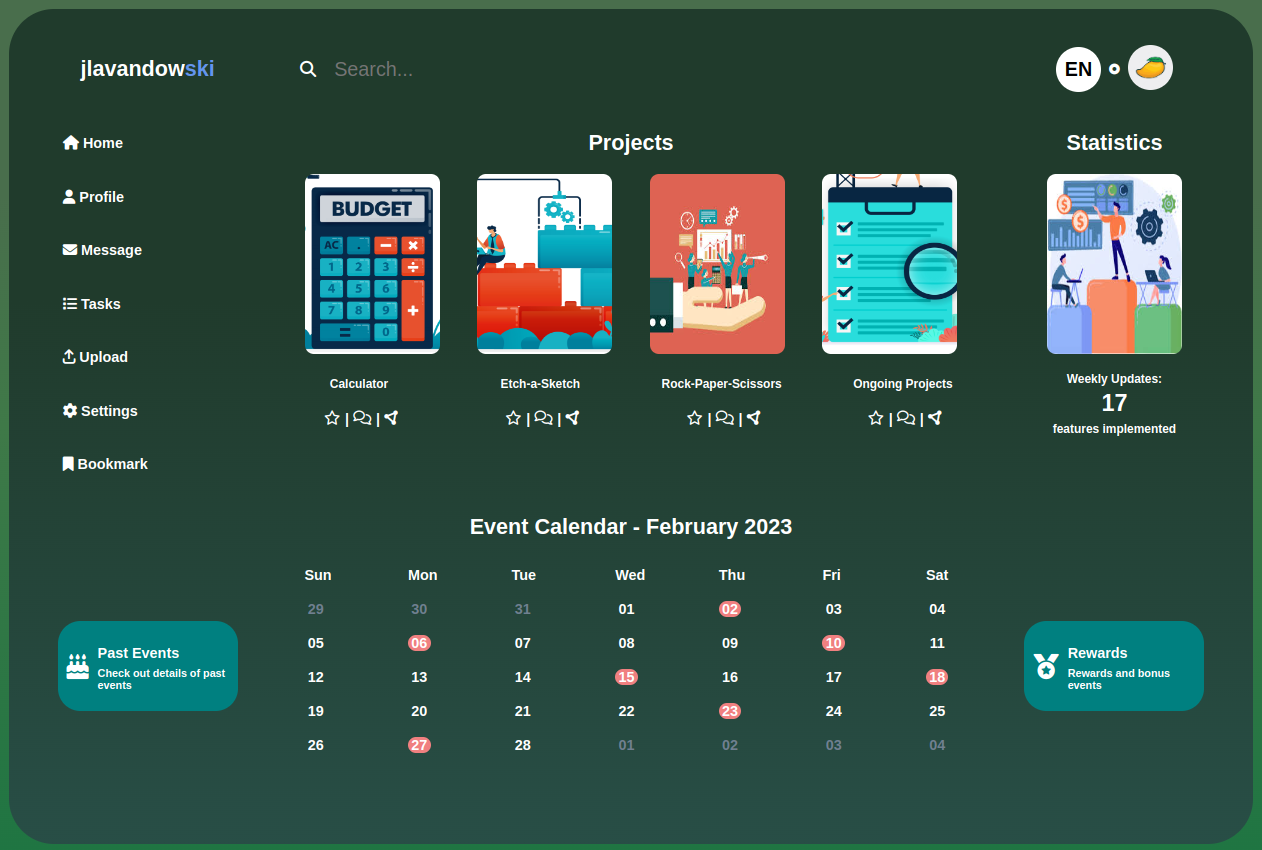 jlavandowski
Search...
EN
Home
Profile
Message
Tasks
Upload
Settings
Bookmark
Projects
BUDGET
AC . − ×
1 2 3 ÷
4 5 6
7 8 9 +
= 0
Calculator
Etch-a-Sketch
Rock-Paper-Scissors
Ongoing Projects
| |
| |
| |
| |
Statistics
$
$
Weekly Updates:
17
features implemented
Event Calendar - February 2023
Sun Mon Tue Wed Thu Fri Sat
29 30 31 01 02 03 04
05 06 07 08 09 10 11
12 13 14 15 16 17 18
19 20 21 22 23 24 25
26 27 28 01 02 03 04
Past Events
Check out details of past
events
Rewards
Rewards and bonus
events